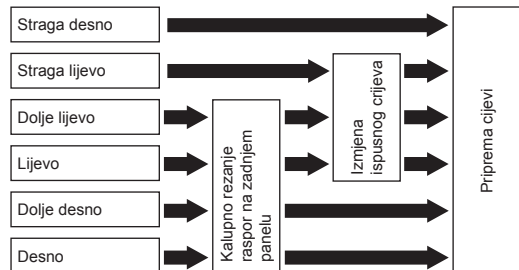 Straga desno
Straga lijevo
Dolje lijevo
Lijevo
Dolje desno
Desno
Kalupno rezanje
raspor na zadnjem
panelu
Izmjena
ispusnog crijeva
Priprema cijevi